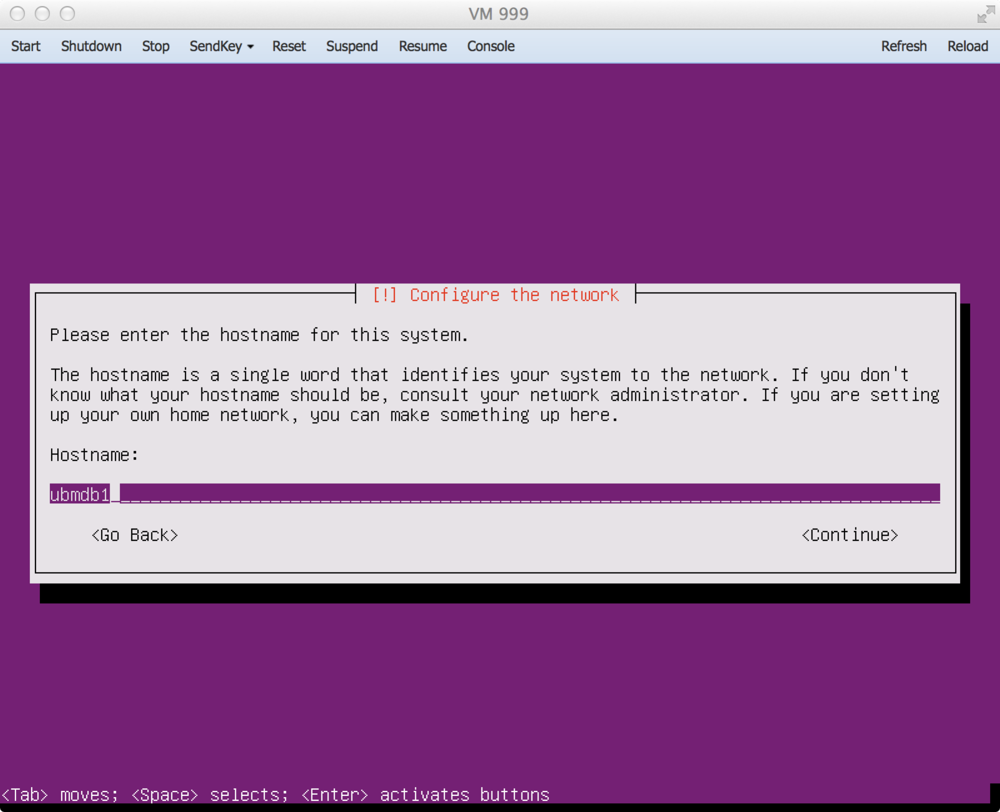 VM 999
Start Shutdown Stop SendKey Reset Suspend Resume Console Refresh Reload
[!] Configure the network
Please enter the hostname for this system.
The hostname is a single word that identifies your system to the network. If you don't
know what your hostname should be, consult your network administrator. If you are setting
up your own home network, you can make something up here.
Hostname:
ubmdb1
<Go Back> <Continue>
<Tab> moves; <Space> selects; <Enter> activates buttons